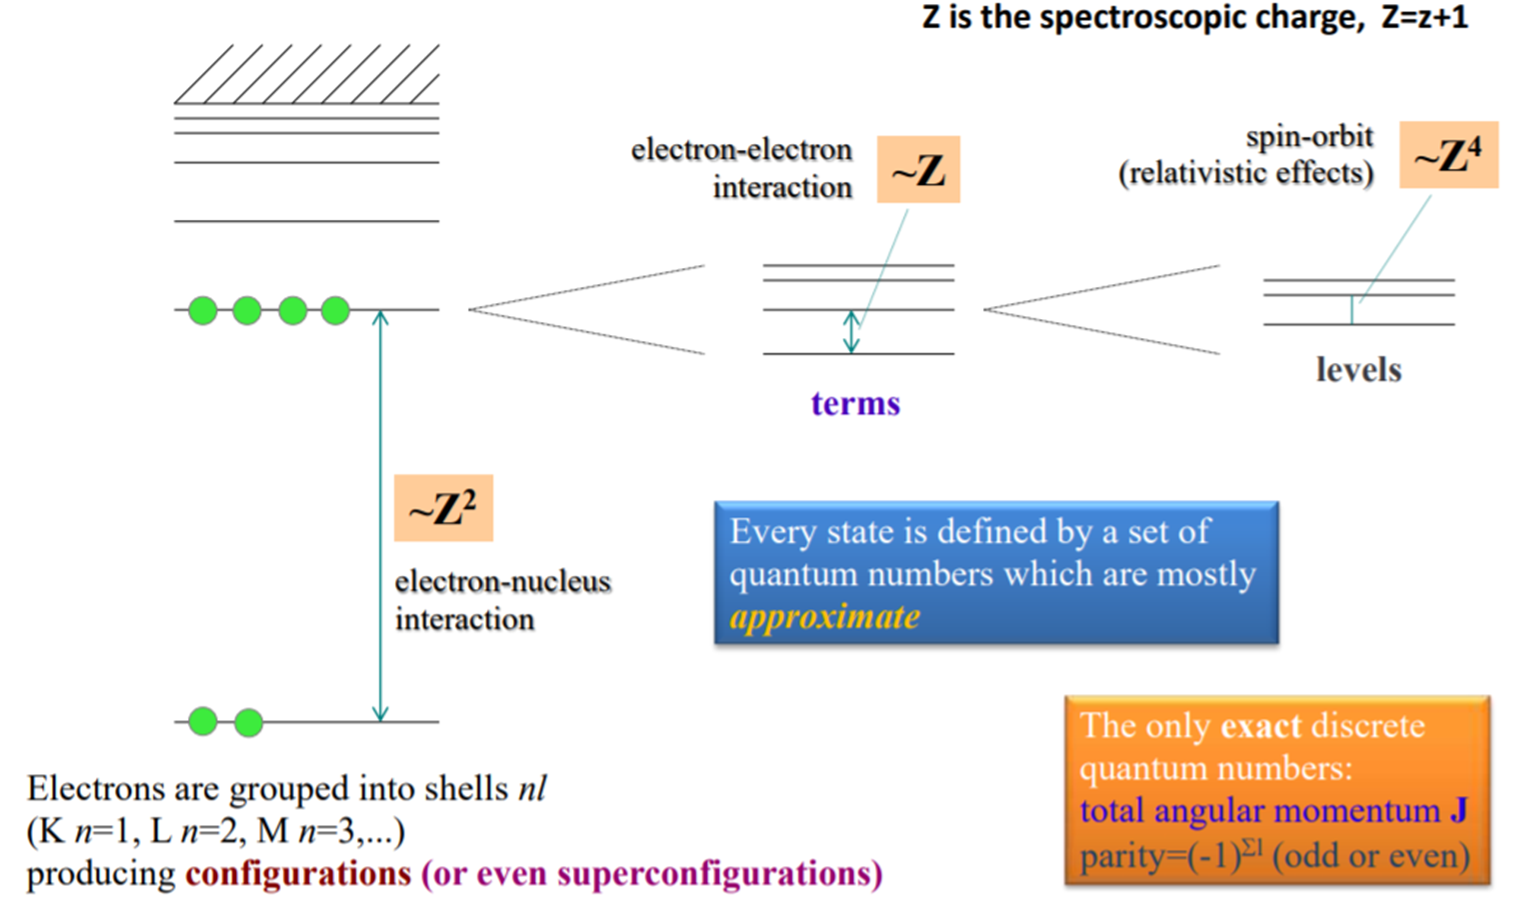 Z is the spectroscopic charge, Z=z+1
electron-electron
interaction
~Z
spin-orbit
(relativistic effects)
~Z⁴
terms
levels
~Z²
electron-nucleus
interaction
Every state is defined by a set of
quantum numbers which are mostly
approximate
The only exact discrete
quantum numbers:
total angular momentum J
parity=(-1)^Σl (odd or even)
Electrons are grouped into shells nl
(K n=1, L n=2, M n=3,...)
producing configurations (or even superconfigurations)